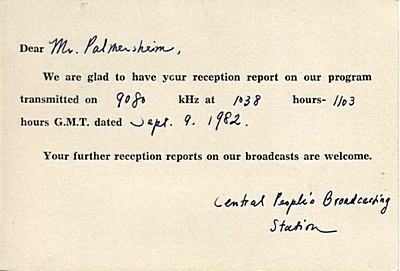 Dear Mr. Palmersheim,
We are glad to have your reception report on our program
transmitted on 9080 kHz at 1038 hours- 1103
hours G.M.T. dated Sept. 9. 1982.
Your further reception reports on our broadcasts are welcome.
Central People's Broadcasting
Station